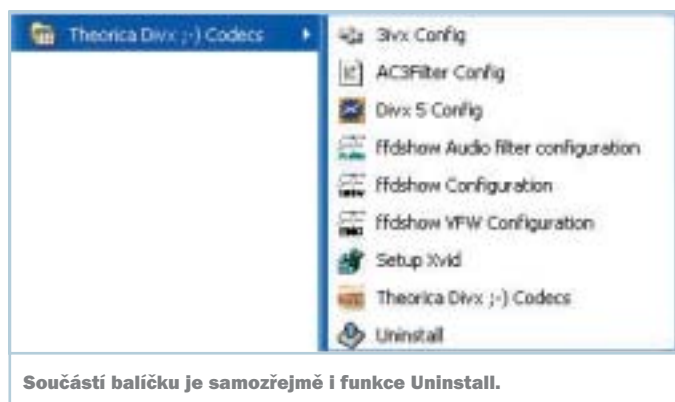 Theorica Divx ;-) Codecs
3ivx Config
AC3Filter Config
Divx 5 Config
ffdshow Audio filter configuration
ffdshow Configuration
ffdshow VFW Configuration
Setup Xvid
Theorica Divx ;-) Codecs
Uninstall
Součástí balíčku je samozřejmě i funkce Uninstall.